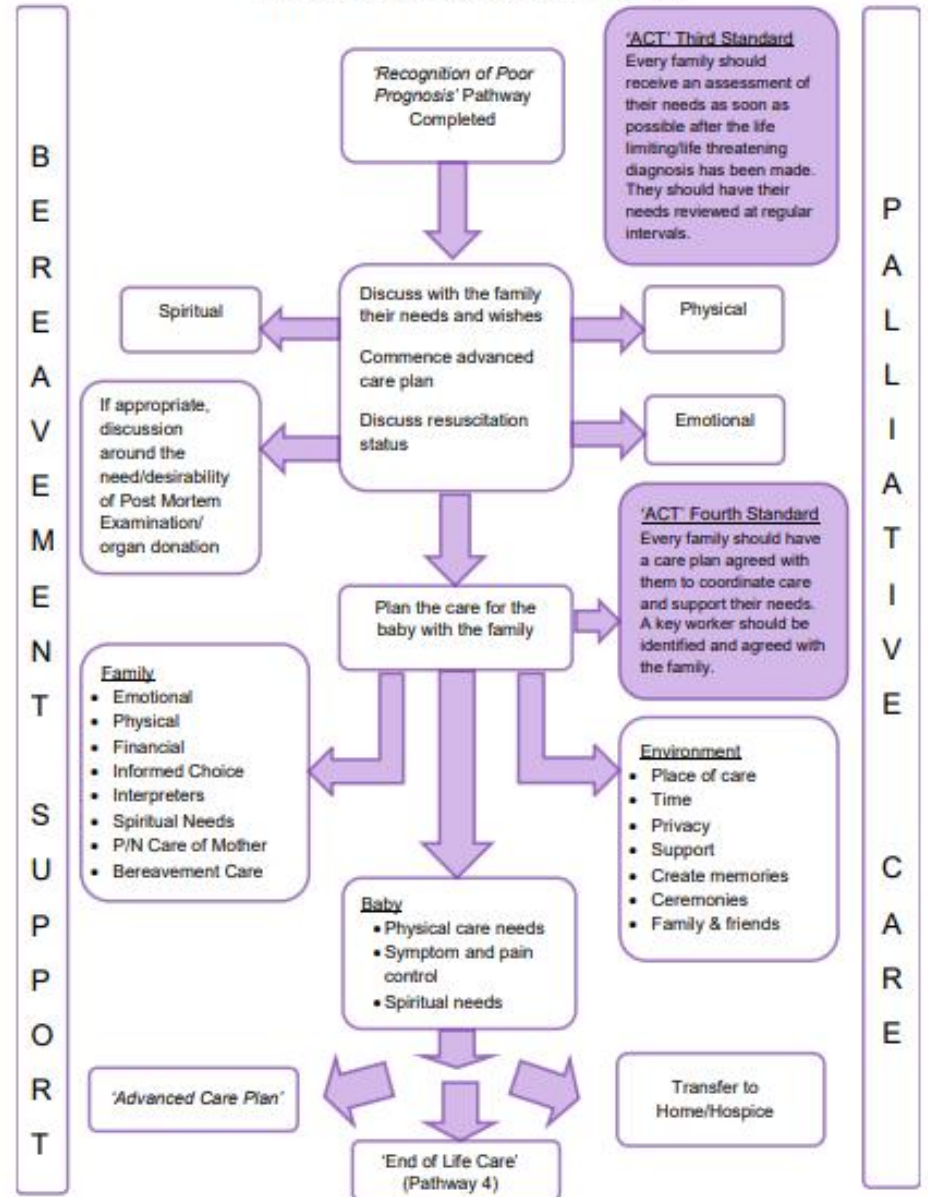 BEREAVEMENT SUPPORT
'Recognition of Poor
Prognosis' Pathway
Completed
'ACT' Third Standard
Every family should
receive an assessment of
their needs as soon as
possible after the life
limiting/life threatening
diagnosis has been made.
They should have their
needs reviewed at regular
intervals.
Discuss with the family
their needs and wishes
Commence advanced
care plan
Discuss resuscitation
status
Spiritual
Physical
If appropriate,
discussion
around the
need/desirability
of Post Mortem
Examination/
organ donation
Emotional
'ACT' Fourth Standard
Every family should have
a care plan agreed with
them to coordinate care
and support their needs.
A key worker should be
identified and agreed with
the family.
Plan the care for the
baby with the family
Family
• Emotional
• Physical
• Financial
• Informed Choice
• Interpreters
• Spiritual Needs
• P/N Care of Mother
• Bereavement Care
Environment
• Place of care
• Time
• Privacy
• Support
• Create memories
• Ceremonies
• Family & friends
Baby
• Physical care needs
• Symptom and pain
control
• Spiritual needs
'Advanced Care Plan'
Transfer to
Home/Hospice
'End of Life Care'
(Pathway 4)
PALLIATIVE CARE